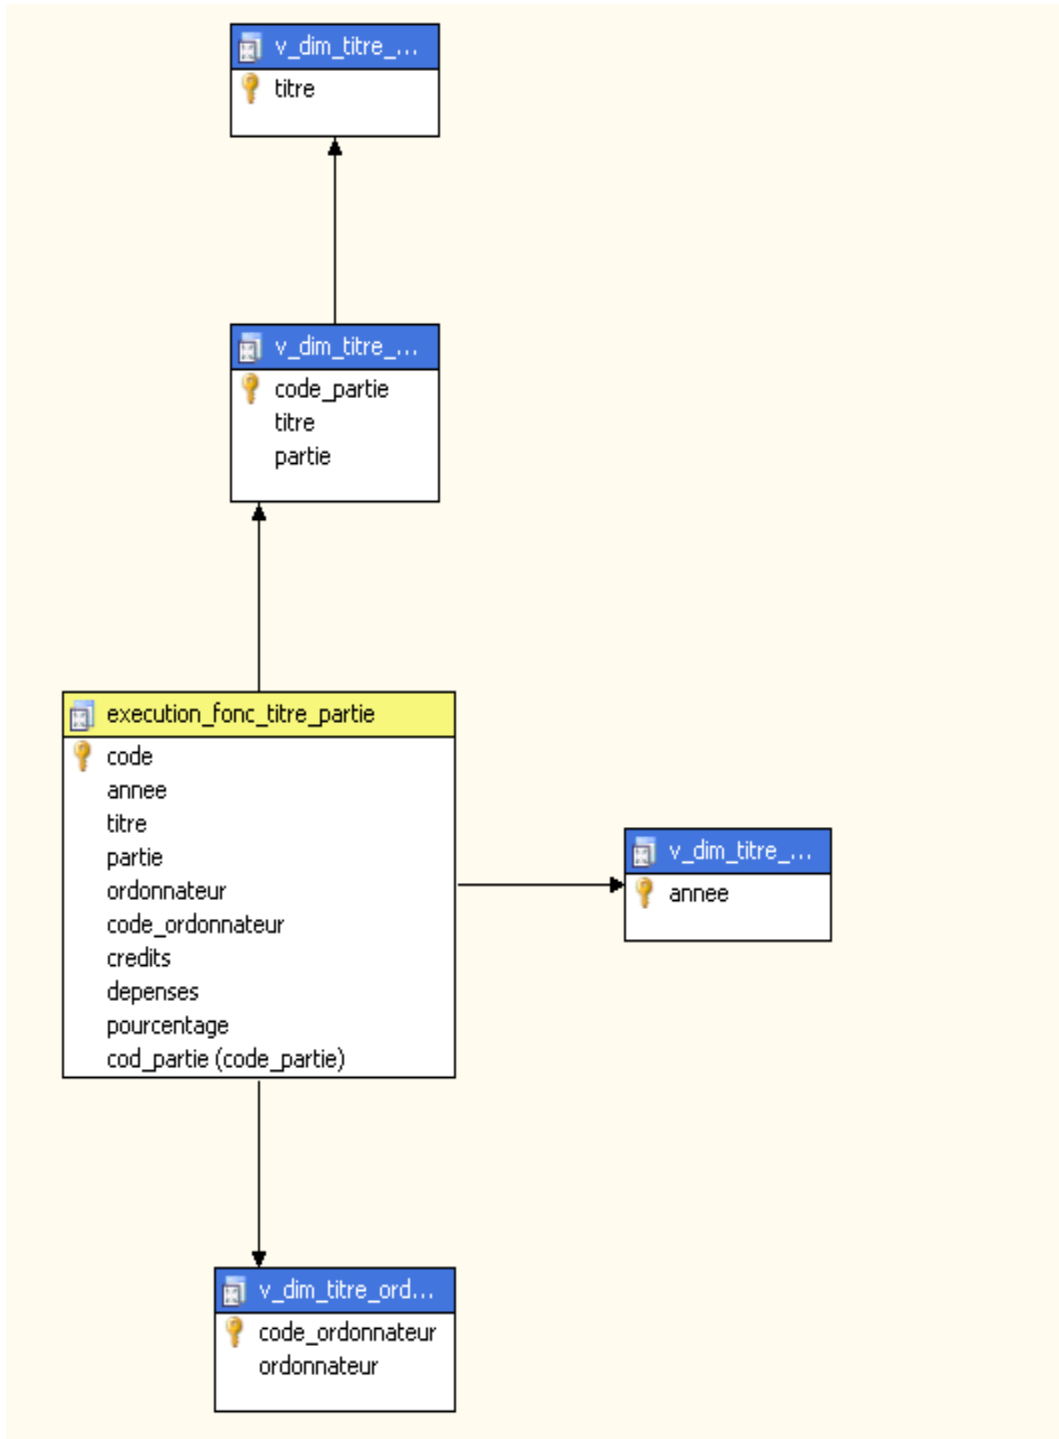 v_dim_titre_...
titre
v_dim_titre_...
code_partie
titre
partie
execution_fonc_titre_partie
code
annee
titre
partie
ordonnateur
code_ordonnateur
credits
depenses
pourcentage
cod_partie (code_partie)
v_dim_titre_...
annee
v_dim_titre_ord...
code_ordonnateur
ordonnateur